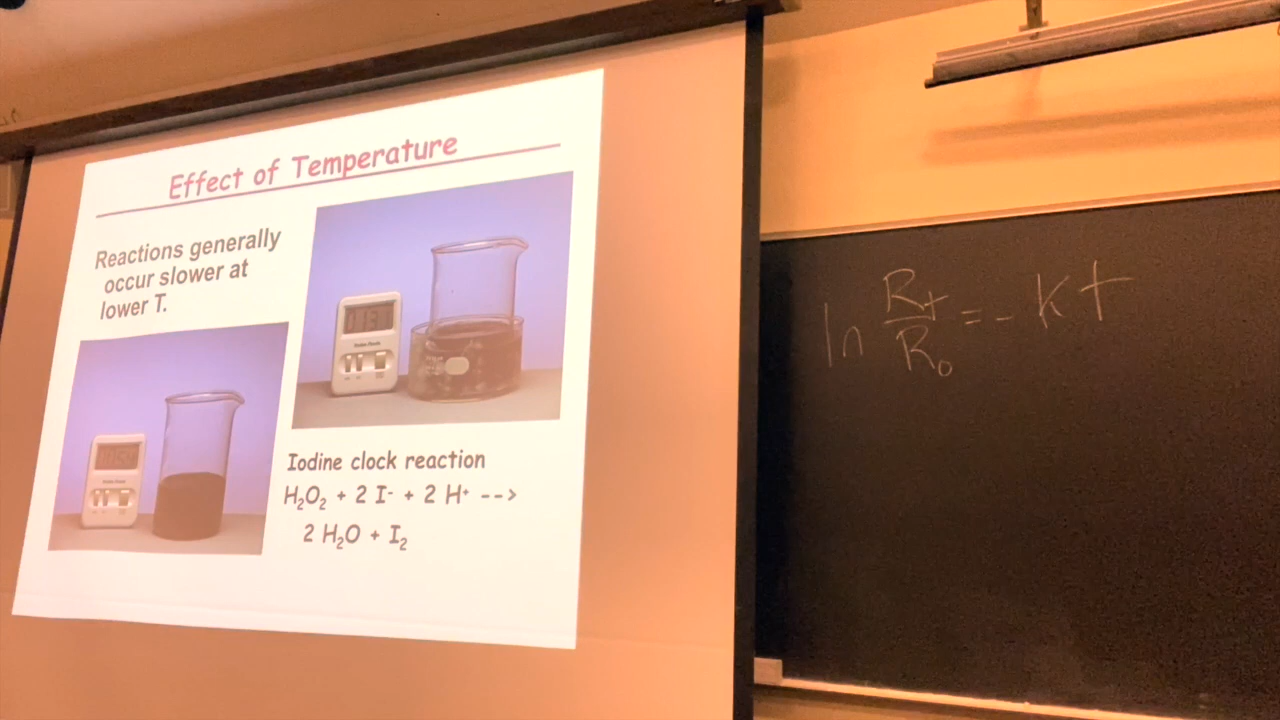 Effect of Temperature
Reactions generally
occur slower at
lower T.
Iodine clock reaction
H₂O₂ + 2 I⁻ + 2 H⁺ -->
2 H₂O + I₂
ln Rt/R₀ = - Kt